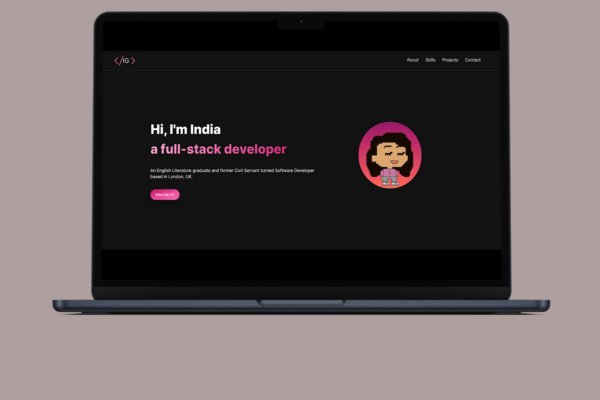 </IG>
About Skills Projects Contact
Hi, I'm India
a full-stack developer
An English Literature graduate and former Civil Servant turned Software Developer
based in London, UK.
View My CV